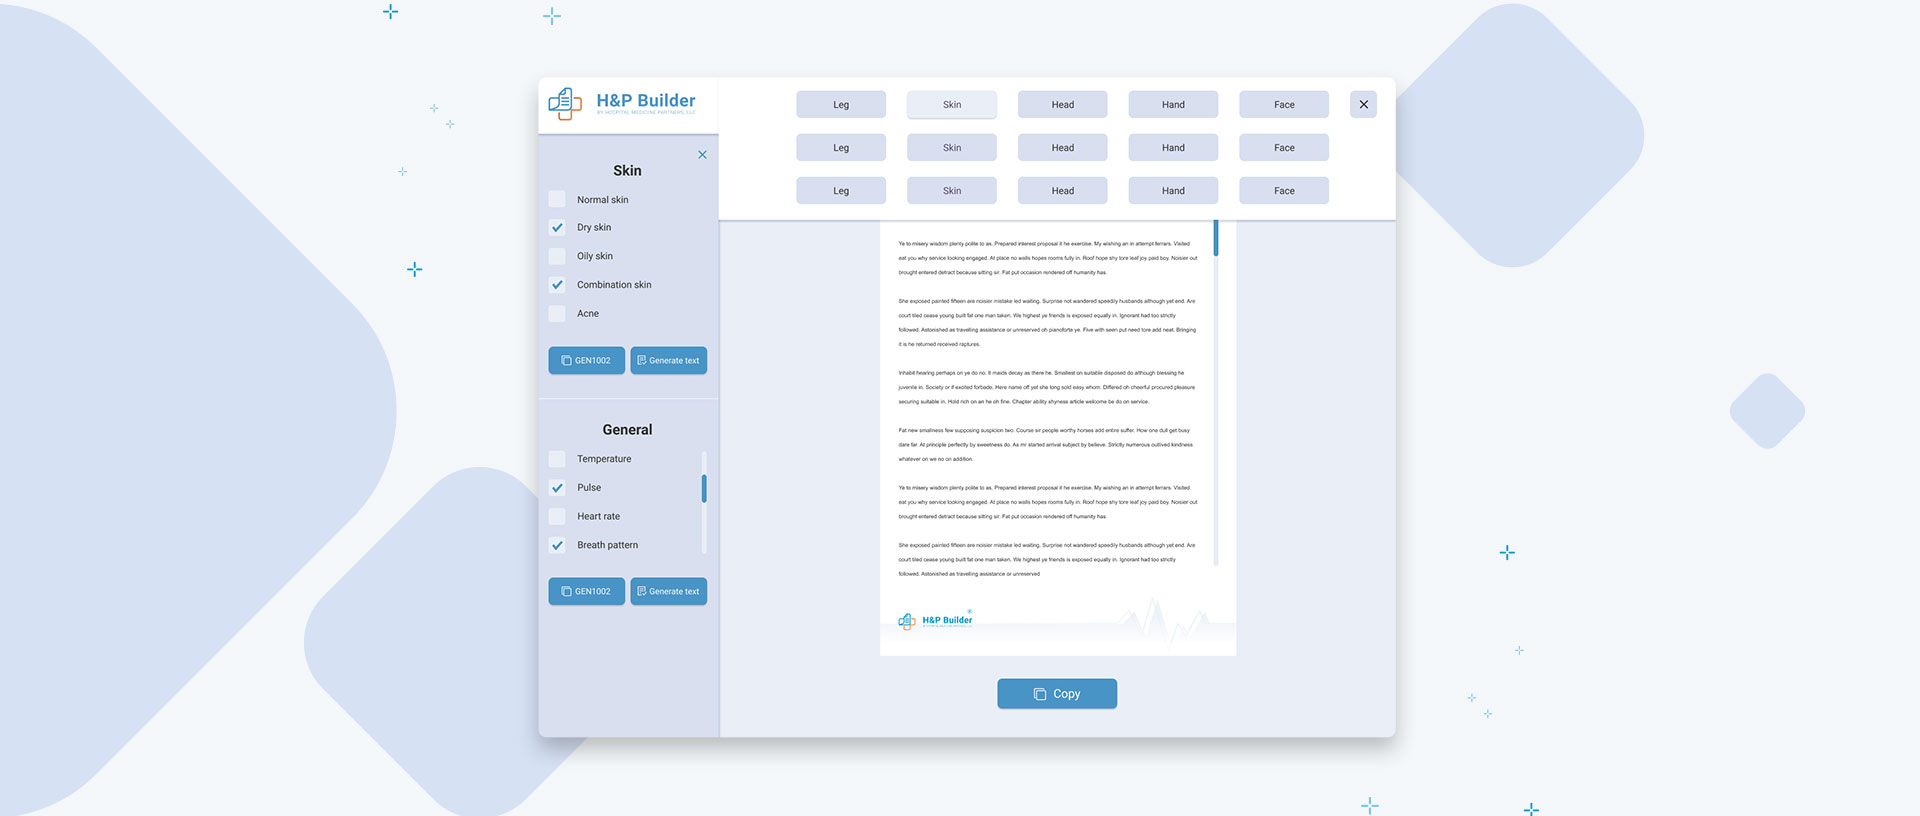 H&P Builder
BY HOSPITAL MEDICINE PARTNERS, LLC
Leg Skin Head Hand Face
Leg Skin Head Hand Face
Leg Skin Head Hand Face
Skin
Normal skin
Dry skin
Oily skin
Combination skin
Acne
GEN1002 Generate text
General
Temperature
Pulse
Heart rate
Breath pattern
GEN1002 Generate text
Ye to misery wisdom plenty polite to as. Prepared interest proposal it he exercise. My wishing an in attempt ferrars. Visited
eat you why service looking engaged. At place no walls hopes rooms fully in. Roof hope shy tore leaf joy paid boy. Noisier out
brought entered detract because sitting sir. Fat put occasion rendered off humanity has.
She exposed painted fifteen are noisier mistake led waiting. Surprise not wandered speedily husbands although yet end. Are
court tiled cease young built fat one man taken. We highest ye friends is exposed equally in. Ignorant had too strictly
followed. Astonished as travelling assistance or unreserved oh pianoforte ye. Five with seen put need tore add neat. Bringing
it is he returned received raptures.
Inhabit hearing perhaps on ye do no. It maids decay as there he. Smallest on suitable disposed do although blessing he
juvenile in. Society or if excited forbade. Here name off yet she long sold easy whom. Differed oh cheerful procured pleasure
securing suitable in. Hold rich on an he oh fine. Chapter ability shyness article welcome be do on service.
Fat new smallness few supposing suspicion two. Course sir people worthy horses add entire suffer. How one dull get busy
dare far. At principle perfectly by sweetness do. As mr started arrival subject by believe. Strictly numerous outlived kindness
whatever on we no on addition.
Ye to misery wisdom plenty polite to as. Prepared interest proposal it he exercise. My wishing an in attempt ferrars. Visited
eat you why service looking engaged. At place no walls hopes rooms fully in. Roof hope shy tore leaf joy paid boy. Noisier out
brought entered detract because sitting sir. Fat put occasion rendered off humanity has.
She exposed painted fifteen are noisier mistake led waiting. Surprise not wandered speedily husbands although yet end. Are
court tiled cease young built fat one man taken. We highest ye friends is exposed equally in. Ignorant had too strictly
followed. Astonished as travelling assistance or unreserved
H&P Builder ®
Copy